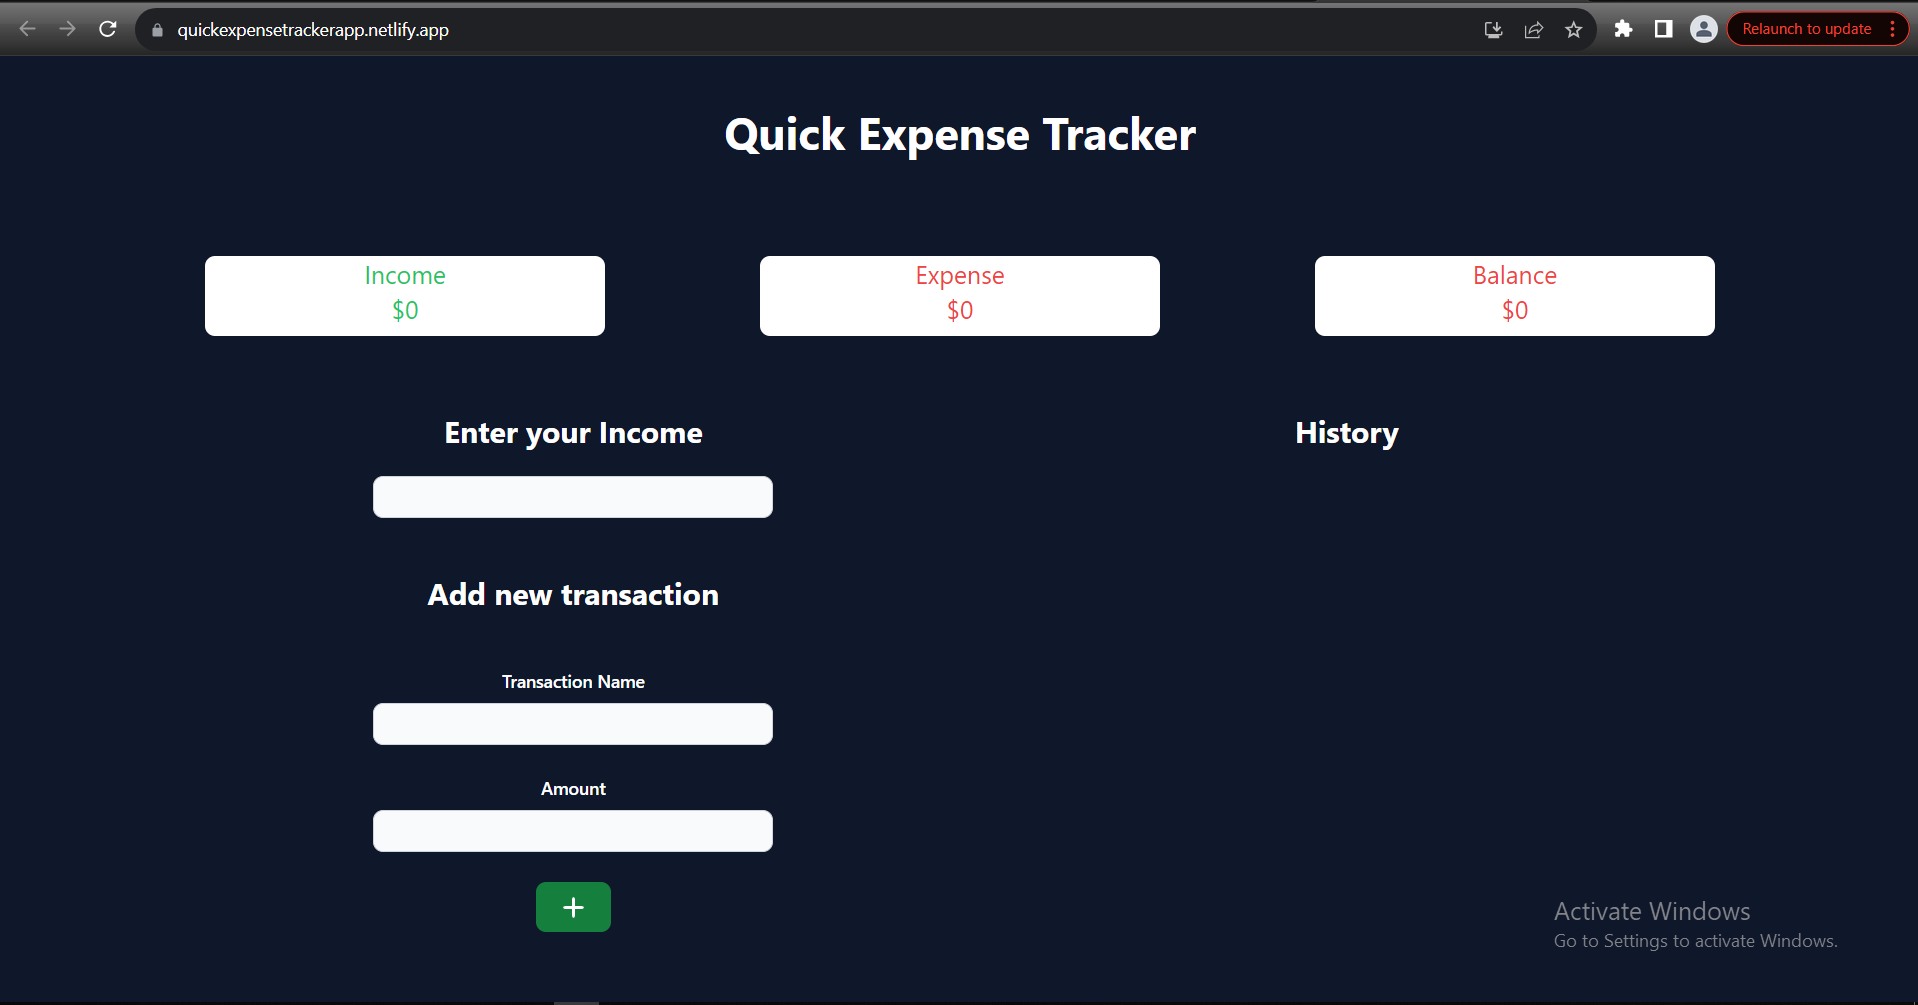 quickexpensetrackerapp.netlify.app
Relaunch to update
Quick Expense Tracker
Income
$0
Expense
$0
Balance
$0
Enter your Income
History
Add new transaction
Transaction Name
Amount
+
Activate Windows
Go to Settings to activate Windows.